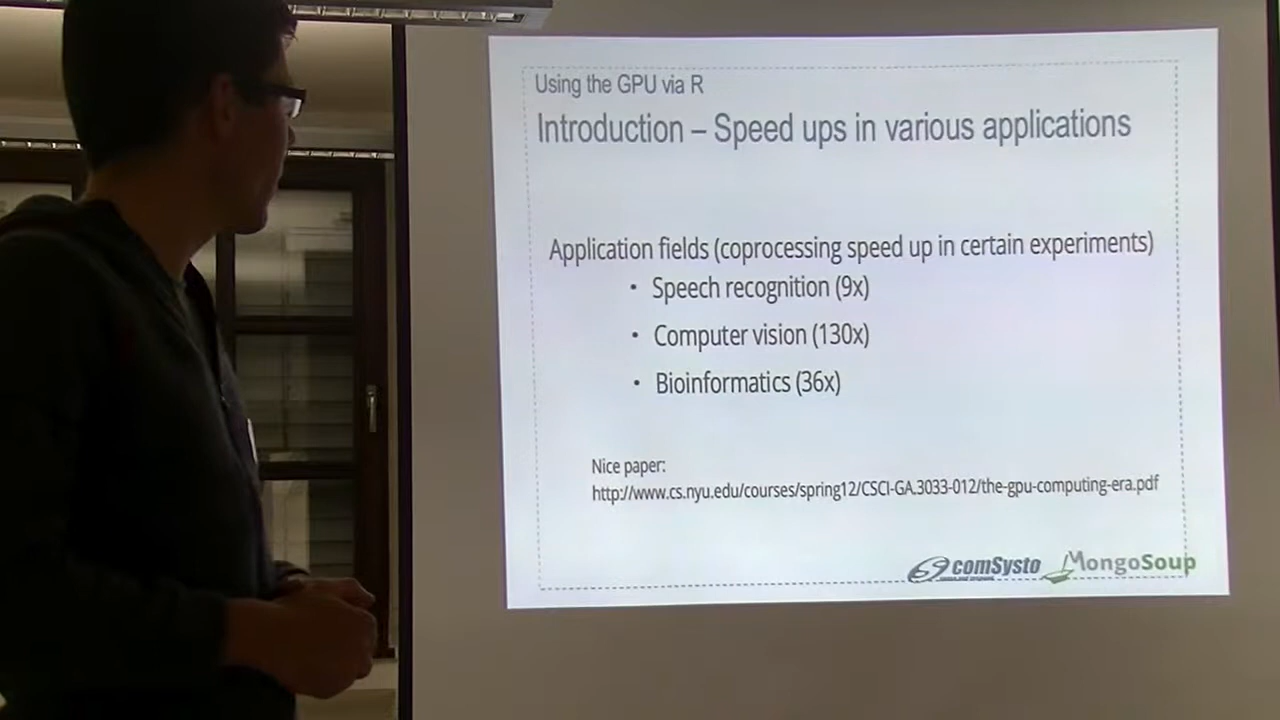 Using the GPU via R
Introduction – Speed ups in various applications
Application fields (coprocessing speed up in certain experiments)
• Speech recognition (9x)
• Computer vision (130x)
• Bioinformatics (36x)
Nice paper:
http://www.cs.nyu.edu/courses/spring12/CSCI-GA.3033-012/the-gpu-computing-era.pdf
comSysto MongoSoup